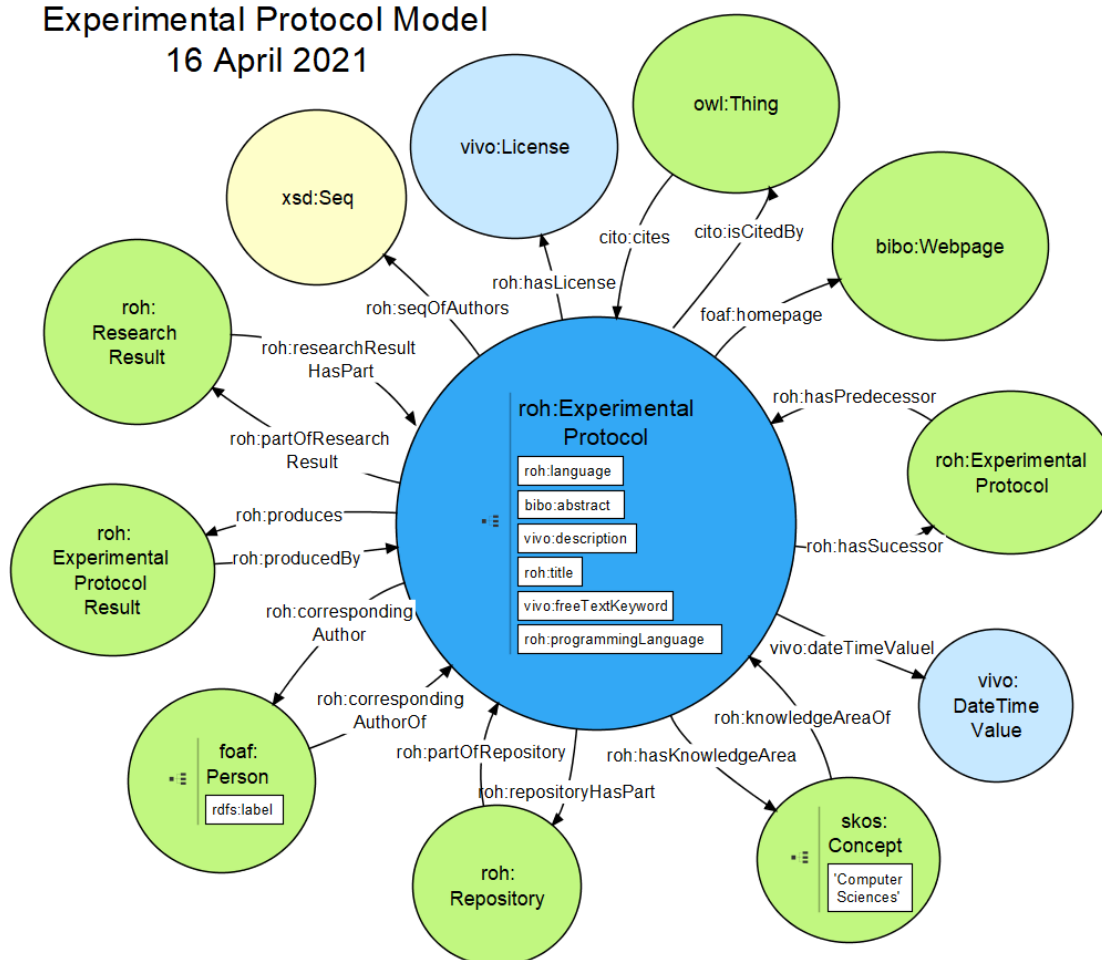 Experimental Protocol Model
16 April 2021
owl:Thing
vivo:License
xsd:Seq
bibo:Webpage
cito:cites
cito:isCitedBy
roh:hasLicense
roh:seqOfAuthors
foaf:homepage
roh:
Research
Result
roh:researchResult
HasPart
roh:partOfResearch
Result
roh:Experimental
Protocol
roh:language
bibo:abstract
vivo:description
roh:title
vivo:freeTextKeyword
roh:programmingLanguage
roh:hasPredecessor
roh:Experimental
Protocol
roh:hasSucessor
roh:
Experimental
Protocol
Result
roh:produces
roh:producedBy
roh:corresponding
Author
roh:corresponding
AuthorOf
foaf:
Person
rdfs:label
roh:partOfRepository
roh:repositoryHasPart
roh:
Repository
roh:hasKnowledgeArea
roh:knowledgeAreaOf
skos:
Concept
'Computer
Sciences'
vivo:dateTimeValuel
vivo:
DateTime
Value